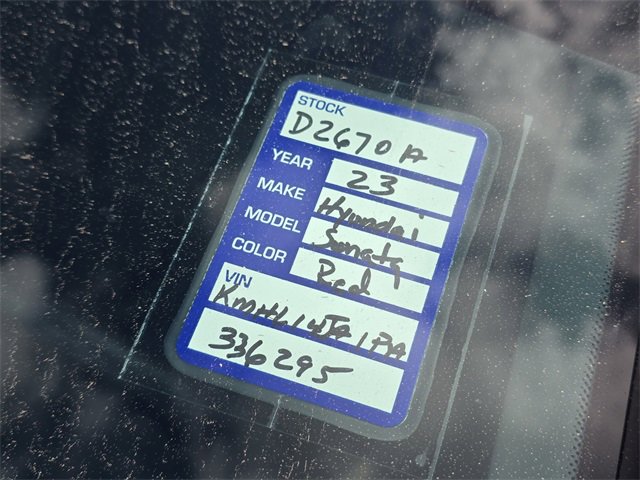 STOCK
D2670A
YEAR 23
MAKE Hyundai
MODEL Sonata
COLOR Red
VIN
KMHL14JA1PA
336295